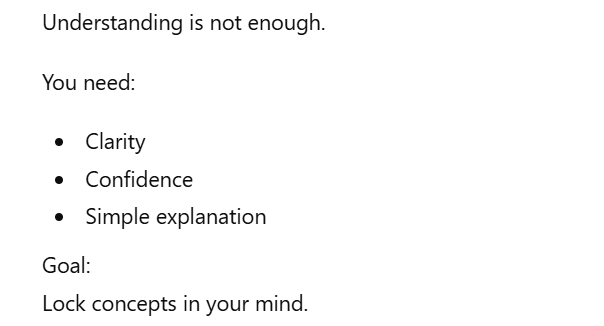 Understanding is not enough.
You need:
• Clarity
• Confidence
• Simple explanation
Goal:
Lock concepts in your mind.